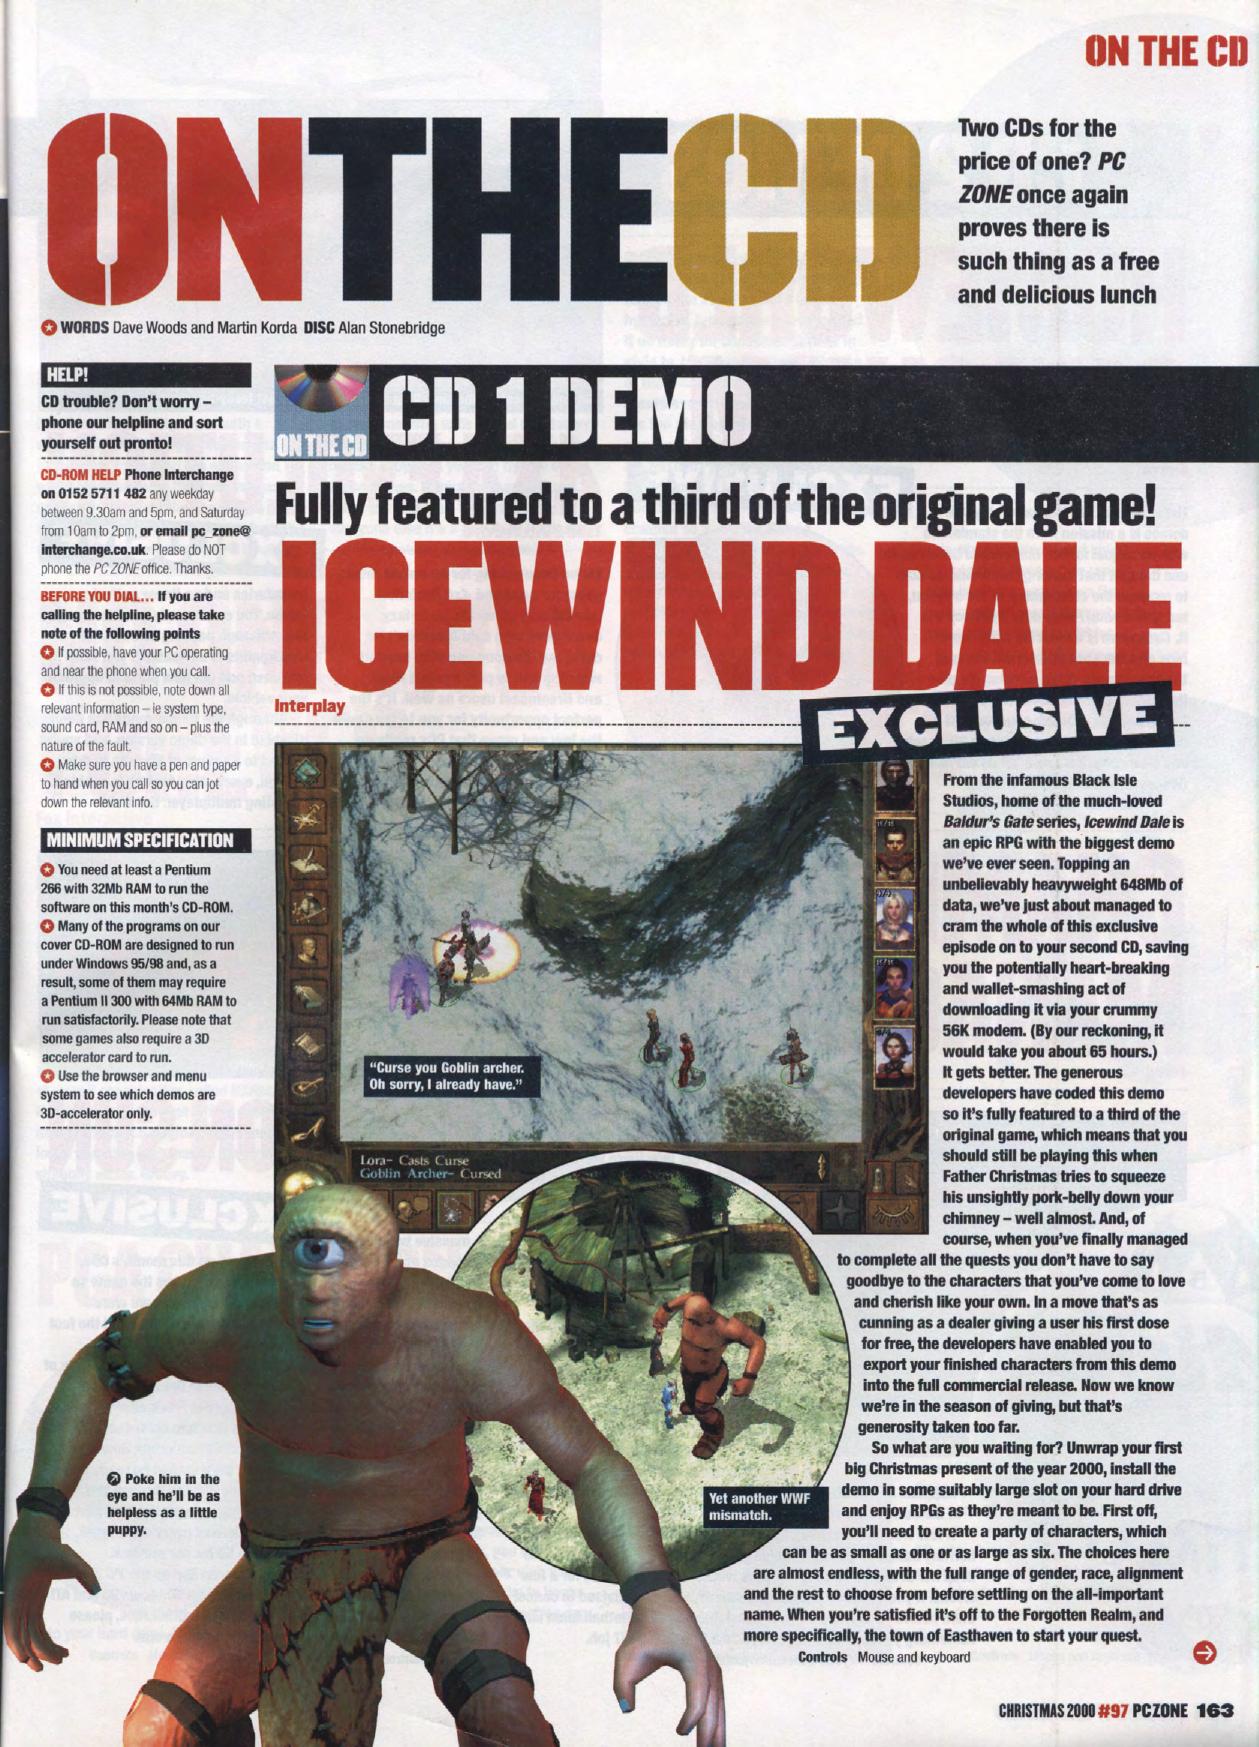 ON THE CD
ONTHECD
Two CDs for the
price of one? PC
ZONE once again
proves there is
such thing as a free
and delicious lunch
WORDS Dave Woods and Martin Korda DISC Alan Stonebridge
HELP!
CD trouble? Don't worry –
phone our helpline and sort
yourself out pronto!
CD-ROM HELP Phone Interchange
on 0152 5711 482 any weekday
between 9.30am and 5pm, and Saturday
from 10am to 2pm, or email pc_zone@
interchange.co.uk. Please do NOT
phone the PC ZONE office. Thanks.
BEFORE YOU DIAL... If you are
calling the helpline, please take
note of the following points
If possible, have your PC operating
and near the phone when you call.
If this is not possible, note down all
relevant information – ie system type,
sound card, RAM and so on – plus the
nature of the fault.
Make sure you have a pen and paper
to hand when you call so you can jot
down the relevant info.
MINIMUM SPECIFICATION
You need at least a Pentium
266 with 32Mb RAM to run the
software on this month's CD-ROM.
Many of the programs on our
cover CD-ROM are designed to run
under Windows 95/98 and, as a
result, some of them may require
a Pentium II 300 with 64Mb RAM to
run satisfactorily. Please note that
some games also require a 3D
accelerator card to run.
Use the browser and menu
system to see which demos are
3D-accelerator only.
ON THE CD
CD 1 DEMO
Fully featured to a third of the original game!
ICEWIND DALE
Interplay
EXCLUSIVE
"Curse you Goblin archer.
Oh sorry, I already have."
Lora- Casts Curse
Goblin Archer- Cursed
From the infamous Black Isle
Studios, home of the much-loved
Baldur's Gate series, Icewind Dale is
an epic RPG with the biggest demo
we've ever seen. Topping an
unbelievably heavyweight 648Mb of
data, we've just about managed to
cram the whole of this exclusive
episode on to your second CD, saving
you the potentially heart-breaking
and wallet-smashing act of
downloading it via your crummy
56K modem. (By our reckoning, it
would take you about 65 hours.)
It gets better. The generous
developers have coded this demo
so it's fully featured to a third of the
original game, which means that you
should still be playing this when
Father Christmas tries to squeeze
his unsightly pork-belly down your
chimney – well almost. And, of
course, when you've finally managed
to complete all the quests you don't have to say
goodbye to the characters that you've come to love
and cherish like your own. In a move that's as
cunning as a dealer giving a user his first dose
for free, the developers have enabled you to
export your finished characters from this demo
into the full commercial release. Now we know
we're in the season of giving, but that's
generosity taken too far.
So what are you waiting for? Unwrap your first
big Christmas present of the year 2000, install the
demo in some suitably large slot on your hard drive
and enjoy RPGs as they're meant to be. First off,
you'll need to create a party of characters, which
can be as small as one or as large as six. The choices here
are almost endless, with the full range of gender, race, alignment
and the rest to choose from before settling on the all-important
name. When you're satisfied it's off to the Forgotten Realm, and
more specifically, the town of Easthaven to start your quest.
Controls Mouse and keyboard
Poke him in the
eye and he'll be as
helpless as a little
puppy.
Yet another WWF
mismatch.
CHRISTMAS 2000 #97 PCZONE 163